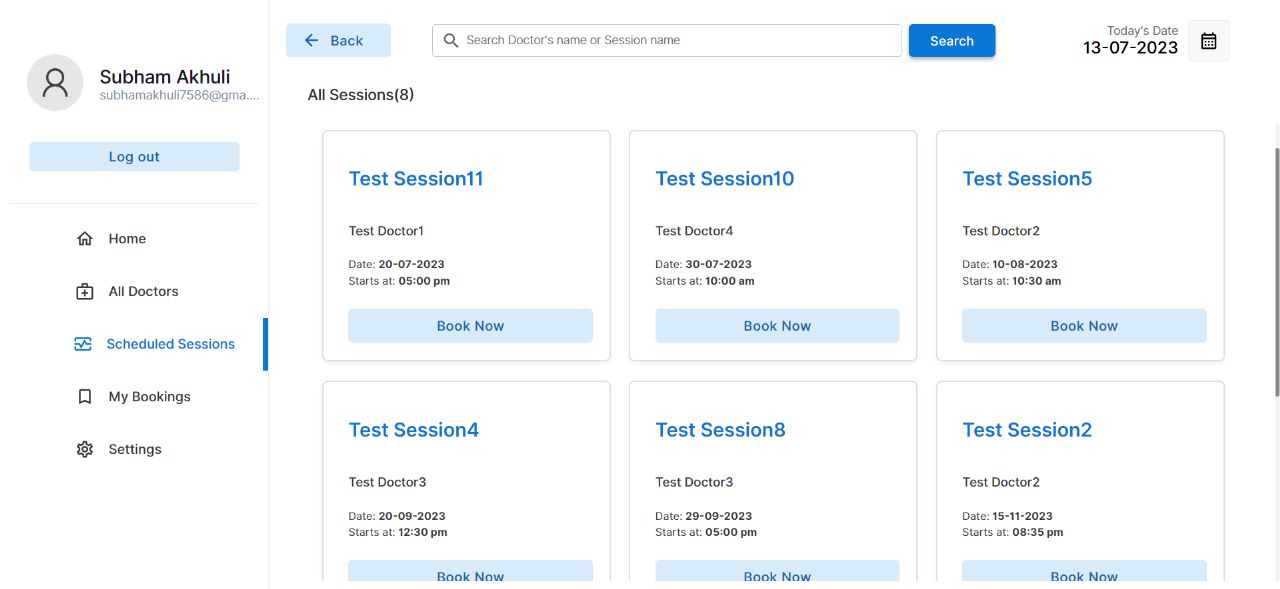 Subham Akhuli
subhamakhuli7586@gma....
Log out
Home
All Doctors
Scheduled Sessions
My Bookings
Settings
Back
Search Doctor's name or Session name
Search
Today's Date
13-07-2023
All Sessions(8)
Test Session11
Test Doctor1
Date: 20-07-2023
Starts at: 05:00 pm
Book Now
Test Session10
Test Doctor4
Date: 30-07-2023
Starts at: 10:00 am
Book Now
Test Session5
Test Doctor2
Date: 10-08-2023
Starts at: 10:30 am
Book Now
Test Session4
Test Doctor3
Date: 20-09-2023
Starts at: 12:30 pm
Book Now
Test Session8
Test Doctor3
Date: 29-09-2023
Starts at: 05:00 pm
Book Now
Test Session2
Test Doctor2
Date: 15-11-2023
Starts at: 08:35 pm
Book Now